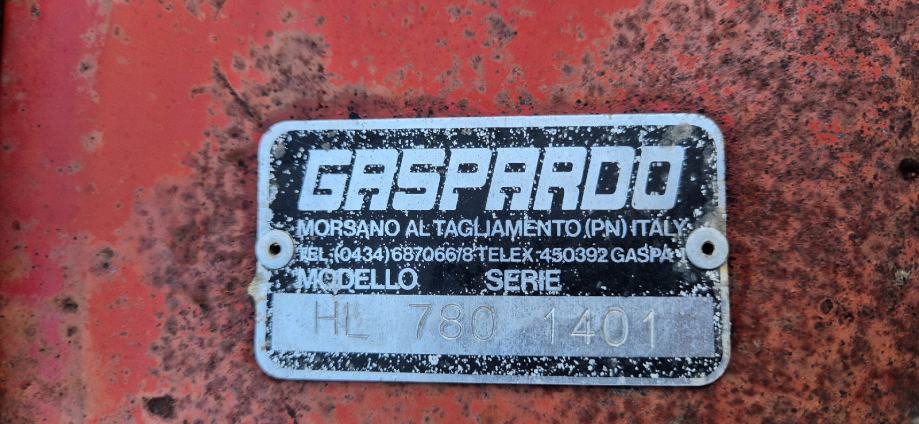 GASPARDO
MORSANO AL TAGLIAMENTO (PN) ITALY
TEL. (0434) 687066/8 TELEX 450392 GASPA I
MODELLO SERIE
HL 780 1401